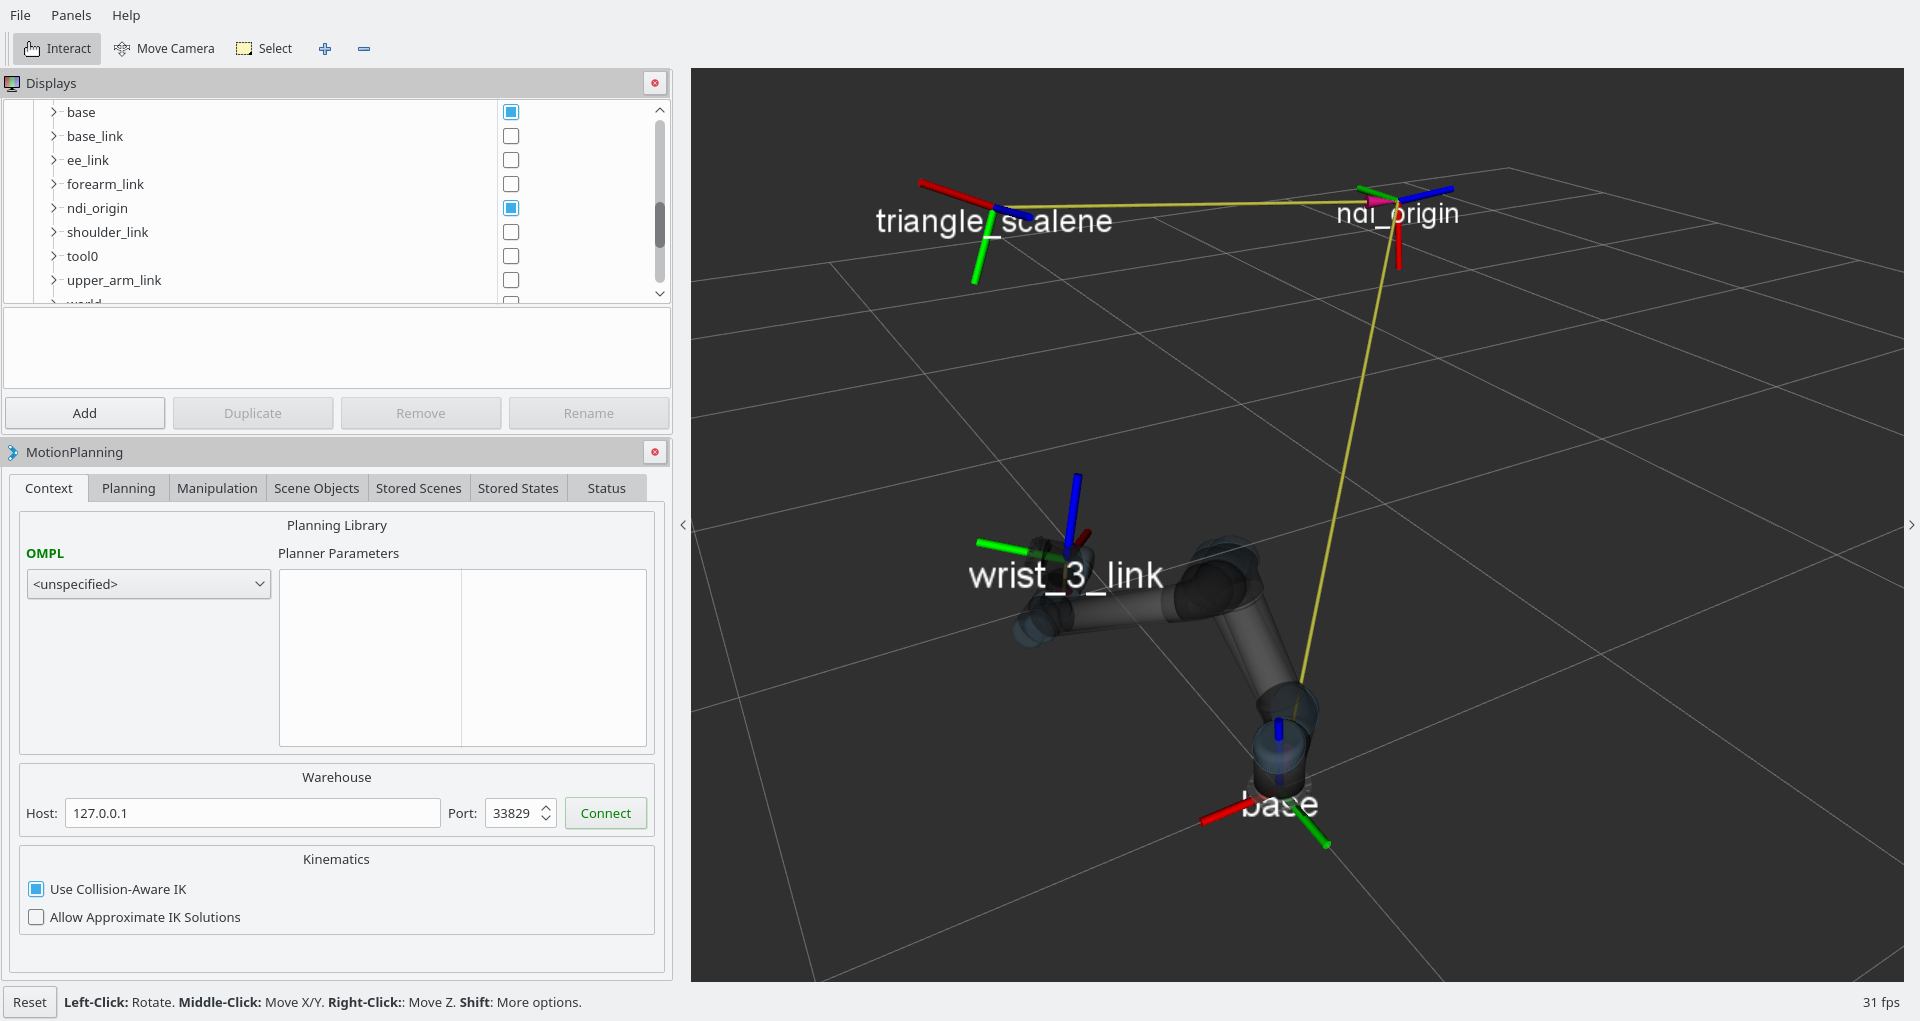 File Panels Help
Interact Move Camera Select
Displays
base
base_link
ee_link
forearm_link
ndi_origin
shoulder_link
tool0
upper_arm_link
Add Duplicate Remove Rename
MotionPlanning
Context Planning Manipulation Scene Objects Stored Scenes Stored States Status
Planning Library
OMPL Planner Parameters
<unspecified>
Warehouse
Host: 127.0.0.1 Port: 33829 Connect
Kinematics
Use Collision-Aware IK
Allow Approximate IK Solutions
triangle_scalene
ndi_origin
wrist_3_link
base
Reset Left-Click: Rotate. Middle-Click: Move X/Y. Right-Click:: Move Z. Shift: More options. 31 fps